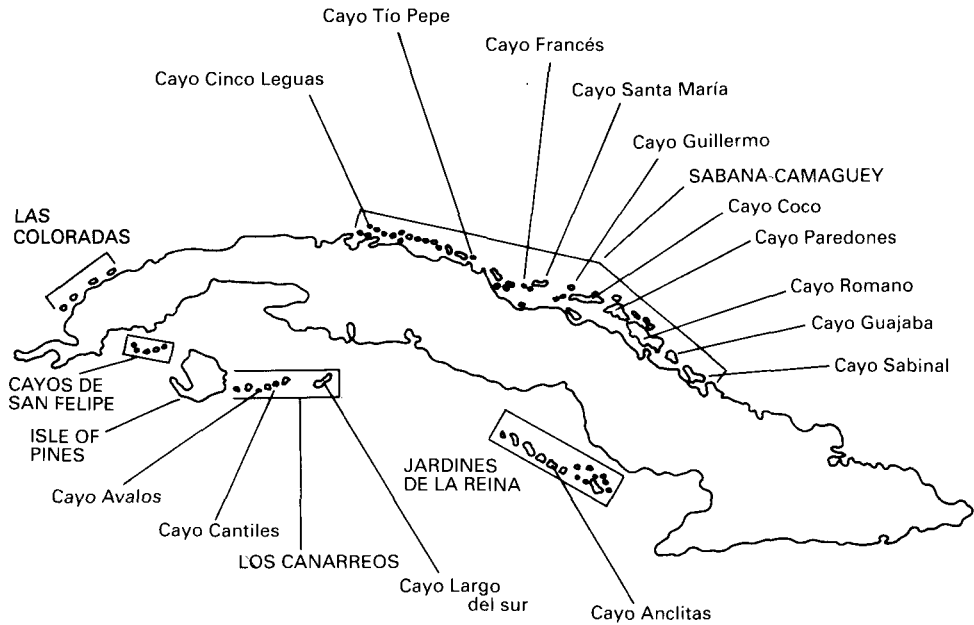 Cayo Tío Pepe
Cayo Francés
Cayo Cinco Leguas
Cayo Santa María
Cayo Guillermo
SABANA-CAMAGUEY
Cayo Coco
LAS
COLORADAS
Cayo Paredones
Cayo Romano
Cayo Guajaba
Cayo Sabinal
CAYOS DE
SAN FELIPE
ISLE OF
PINES
JARDINES
DE LA REINA
Cayo Avalos
Cayo Cantiles
LOS CANARREOS
Cayo Largo
del sur
Cayo Anclitas